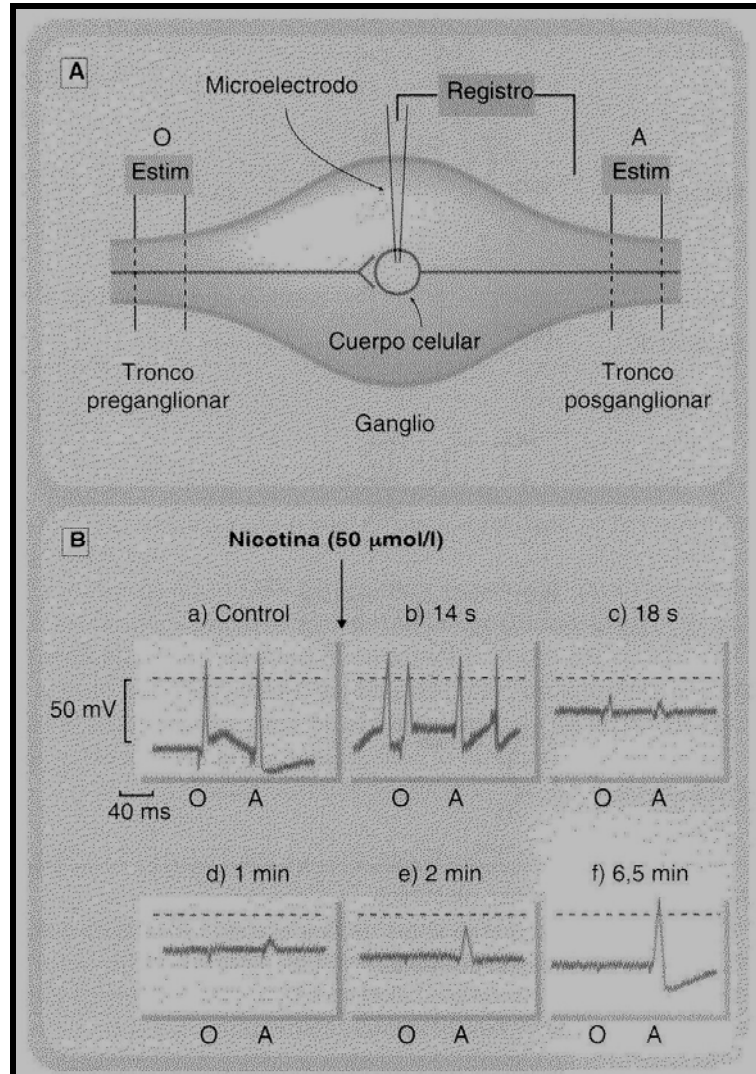 A
Microelectrodo
Registro
O
A
Estim
Estim
Cuerpo celular
Tronco
preganglionar
Tronco
posganglionar
Ganglio
B
Nicotina (50 µmol/l)
a) Control
b) 14 s
c) 18 s
50 mV
40 ms
O A
O A
O A
d) 1 min
e) 2 min
f) 6,5 min
O A
O A
O A